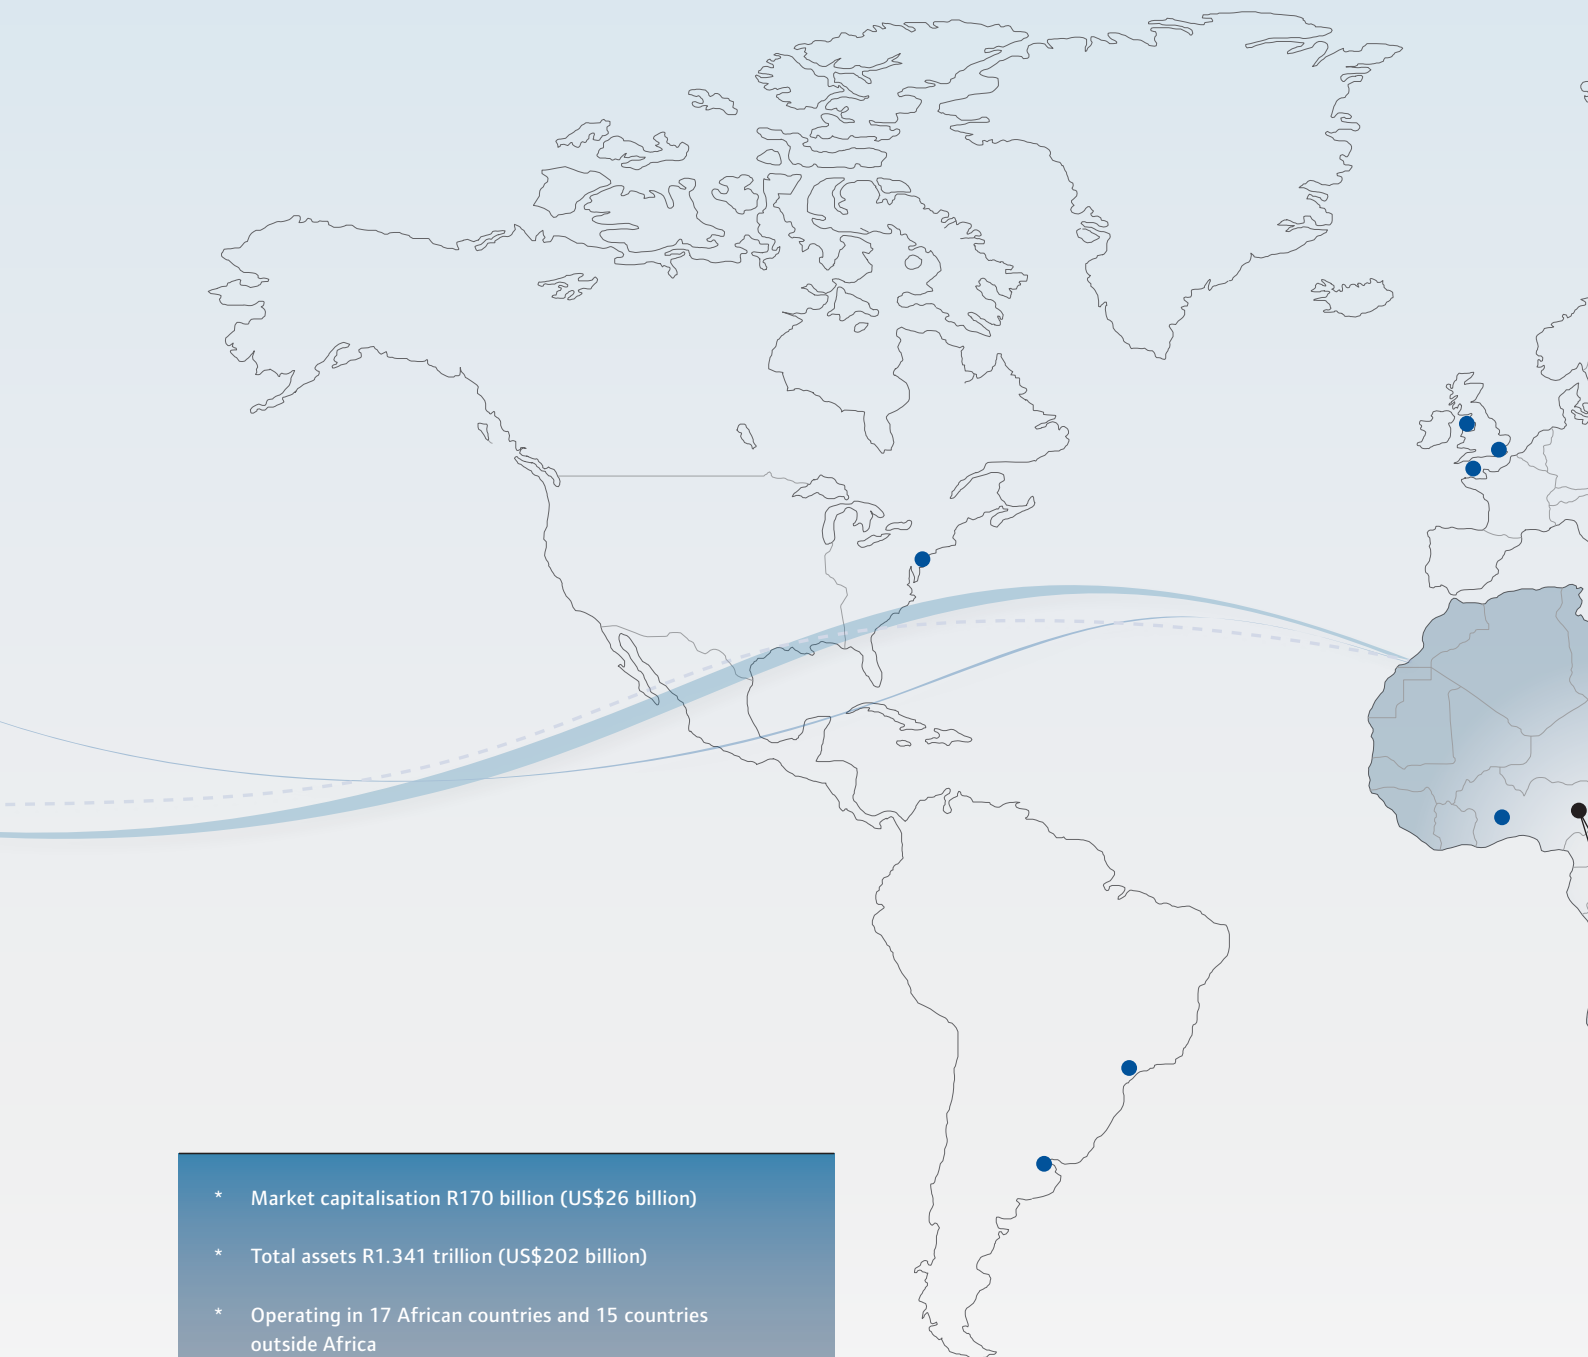 * Market capitalisation R170 billion (US$26 billion)
* Total assets R1.341 trillion (US$202 billion)
* Operating in 17 African countries and 15 countries
outside Africa